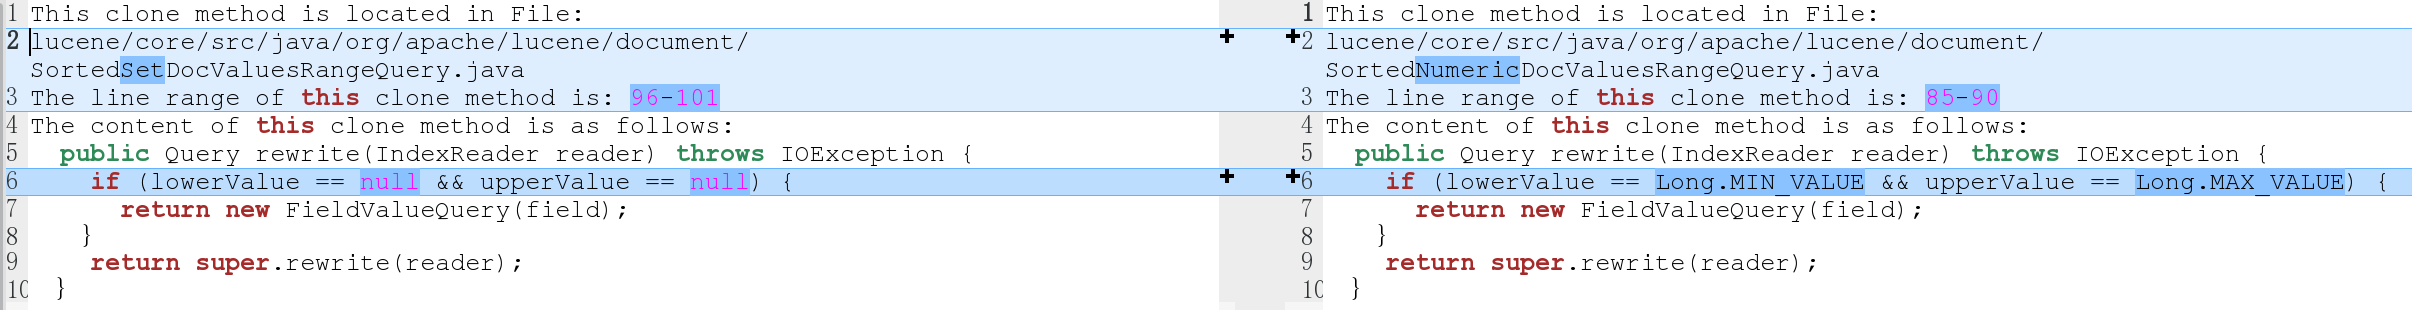 1 This clone method is located in File:
2 lucene/core/src/java/org/apache/lucene/document/
SortedSetDocValuesRangeQuery.java
3 The line range of this clone method is: 96-101
4 The content of this clone method is as follows:
5 public Query rewrite(IndexReader reader) throws IOException {
6 if (lowerValue == null && upperValue == null) {
7 return new FieldValueQuery(field);
8 }
9 return super.rewrite(reader);
10 }
1 This clone method is located in File:
2 lucene/core/src/java/org/apache/lucene/document/
SortedNumericDocValuesRangeQuery.java
3 The line range of this clone method is: 85-90
4 The content of this clone method is as follows:
5 public Query rewrite(IndexReader reader) throws IOException {
6 if (lowerValue == Long.MIN_VALUE && upperValue == Long.MAX_VALUE) {
7 return new FieldValueQuery(field);
8 }
9 return super.rewrite(reader);
10 }